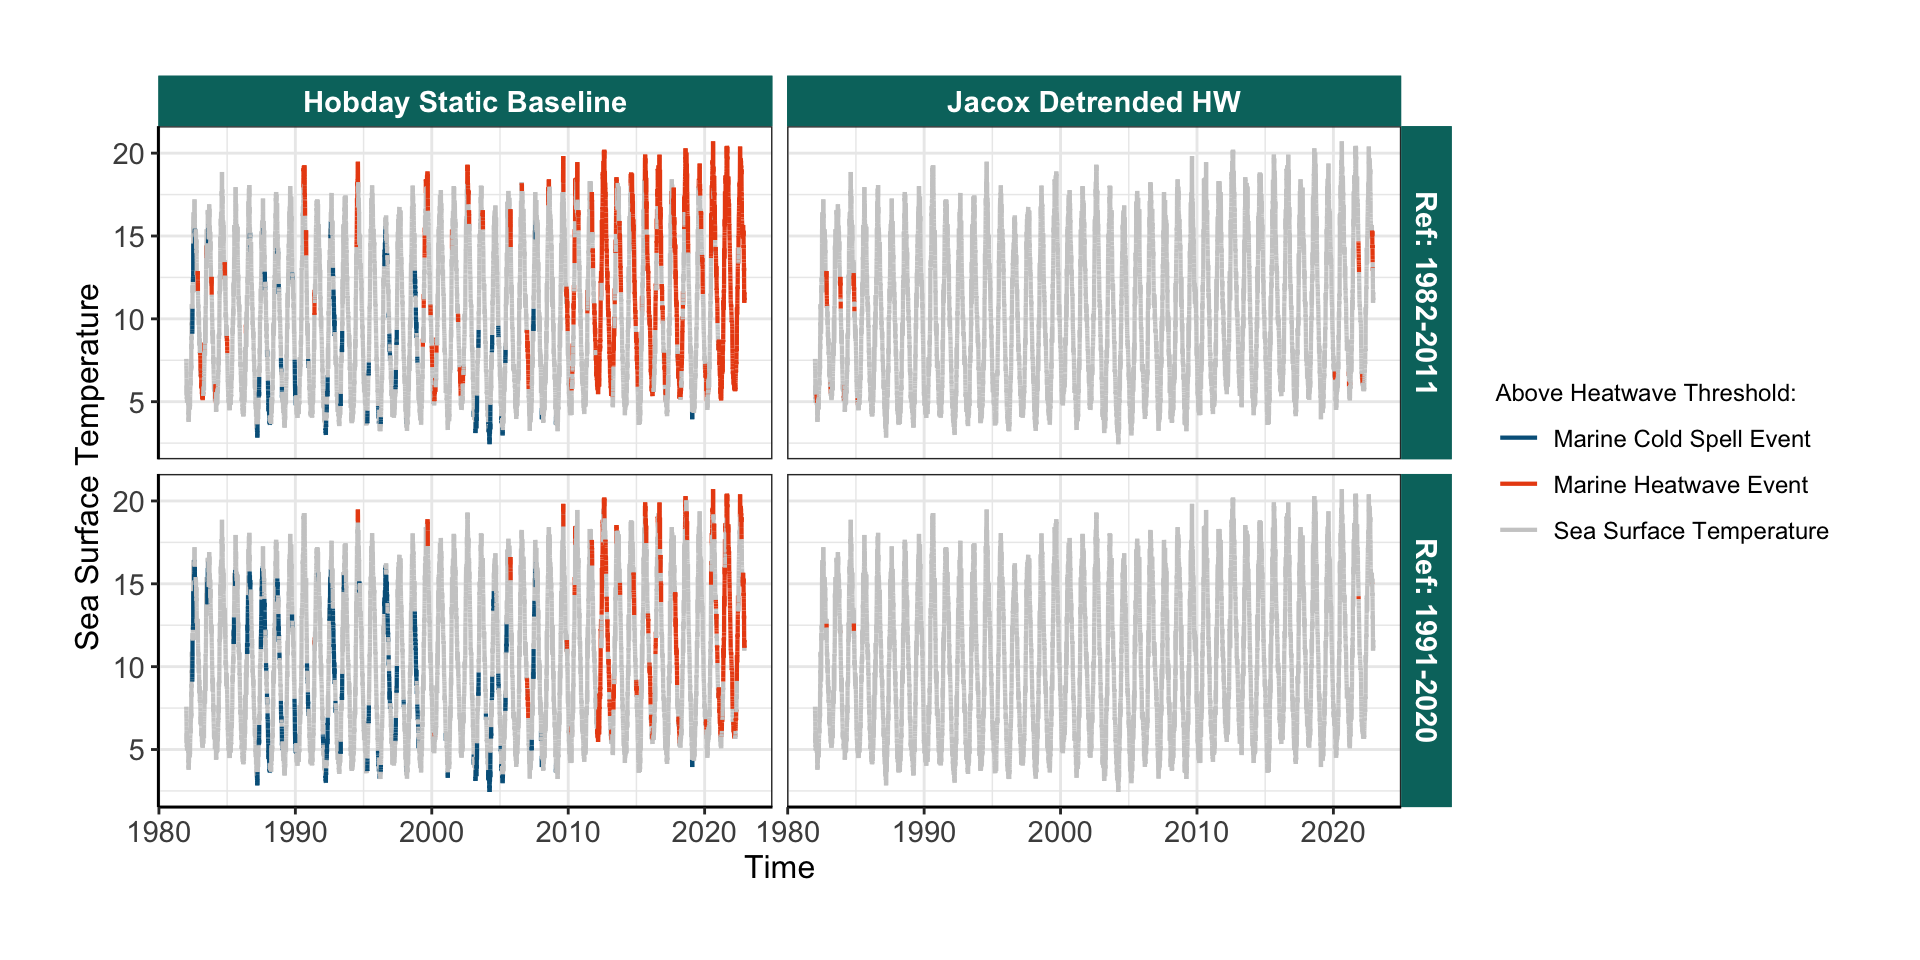 Hobday Static Baseline
Jacox Detrended HW
20
15
10
5
Ref: 1982-2011
20
15
10
5
Ref: 1991-2020
Sea Surface Temperature
1980
1990
2000
2010
2020
1980
1990
2000
2010
2020
Time
Above Heatwave Threshold:
Marine Cold Spell Event
Marine Heatwave Event
Sea Surface Temperature